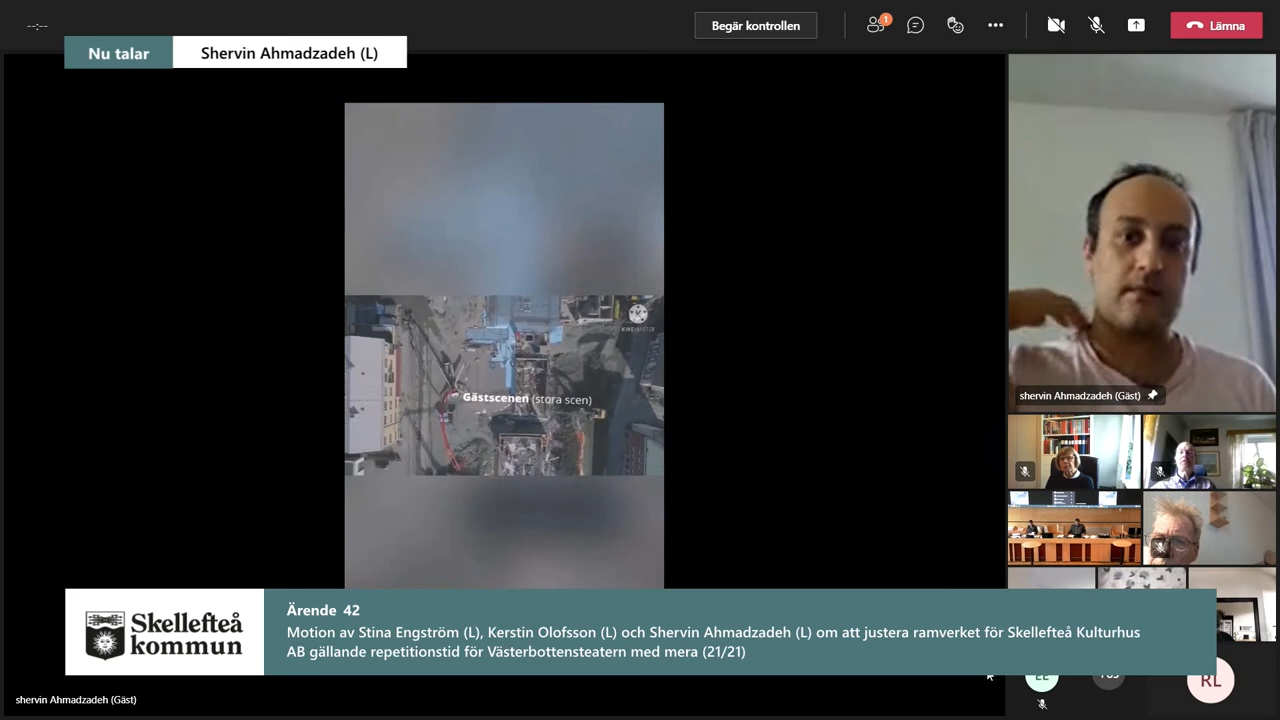 --:--
Begär kontrollen
1
Lämna
Nu talar
Shervin Ahmadzadeh (L)
Gästscenen (stora scen)
shervin Ahmadzadeh (Gäst)
Skellefteå
kommun
Ärende 42
Motion av Stina Engström (L), Kerstin Olofsson (L) och Shervin Ahmadzadeh (L) om att justera ramverket för Skellefteå Kulturhus
AB gällande repetitionstid för Västerbottensteatern med mera (21/21)
RL
shervin Ahmadzadeh (Gäst)